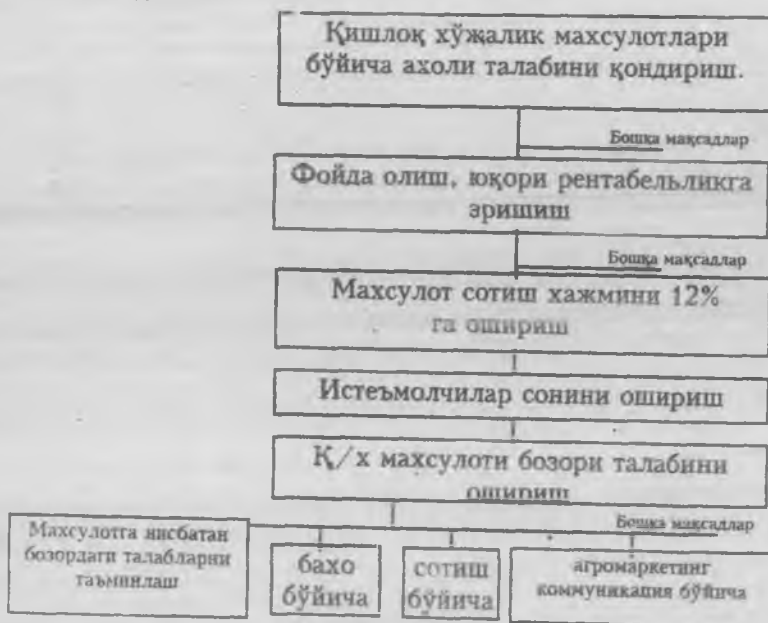 Қишлоқ хўжалик махсулотлари
бўйича ахоли талабини қондириш.
Бошқа мақсадлар
Фойда олиш, юқори рентабельликга
эришиш
Бошқа мақсадлар
Махсулот сотиш хажмини 12%
га ошириш
Истеъмолчилар сонини ошириш
Қ/х махсулоти бозори талабини
ошириш
Бошқа мақсадлар
Махсулотга нисбатан
бозордаги талабларни
таъминлаш
бахо
бўйича
сотиш
бўйича
агромаркетинг
коммуникация бўйича